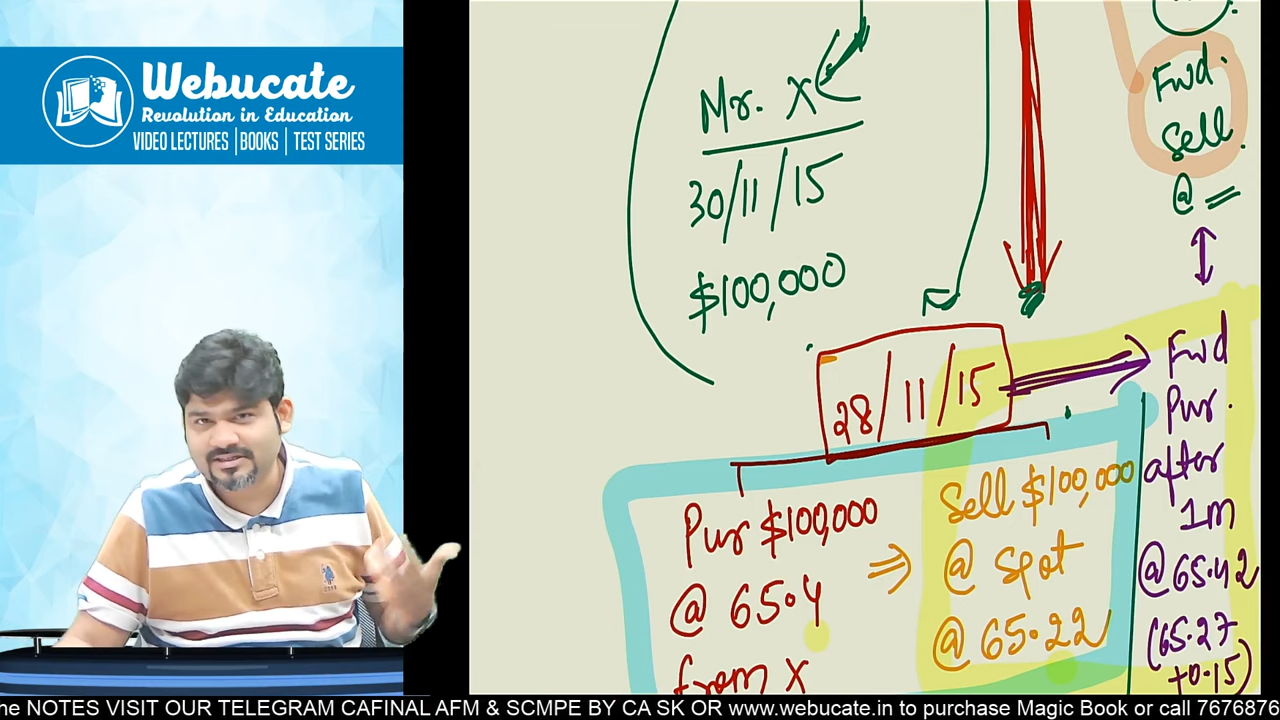 Webucate
Revolution in Education
VIDEO LECTURES | BOOKS | TEST SERIES
Mr. X
30/11/15
$100,000
Fwd.
Sell.
@ =
28/11/15
Pur $100,000
@ 65.4
from X
⇒
Sell $100,000
@ Spot
@ 65.22
Fwd
Pur.
after
1m
@ 65.42
(65.27
+0.15)
he NOTES VISIT OUR TELEGRAM CAFINAL AFM & SCMPE BY CA SK OR www.webucate.in to purchase Magic Book or call 7676876